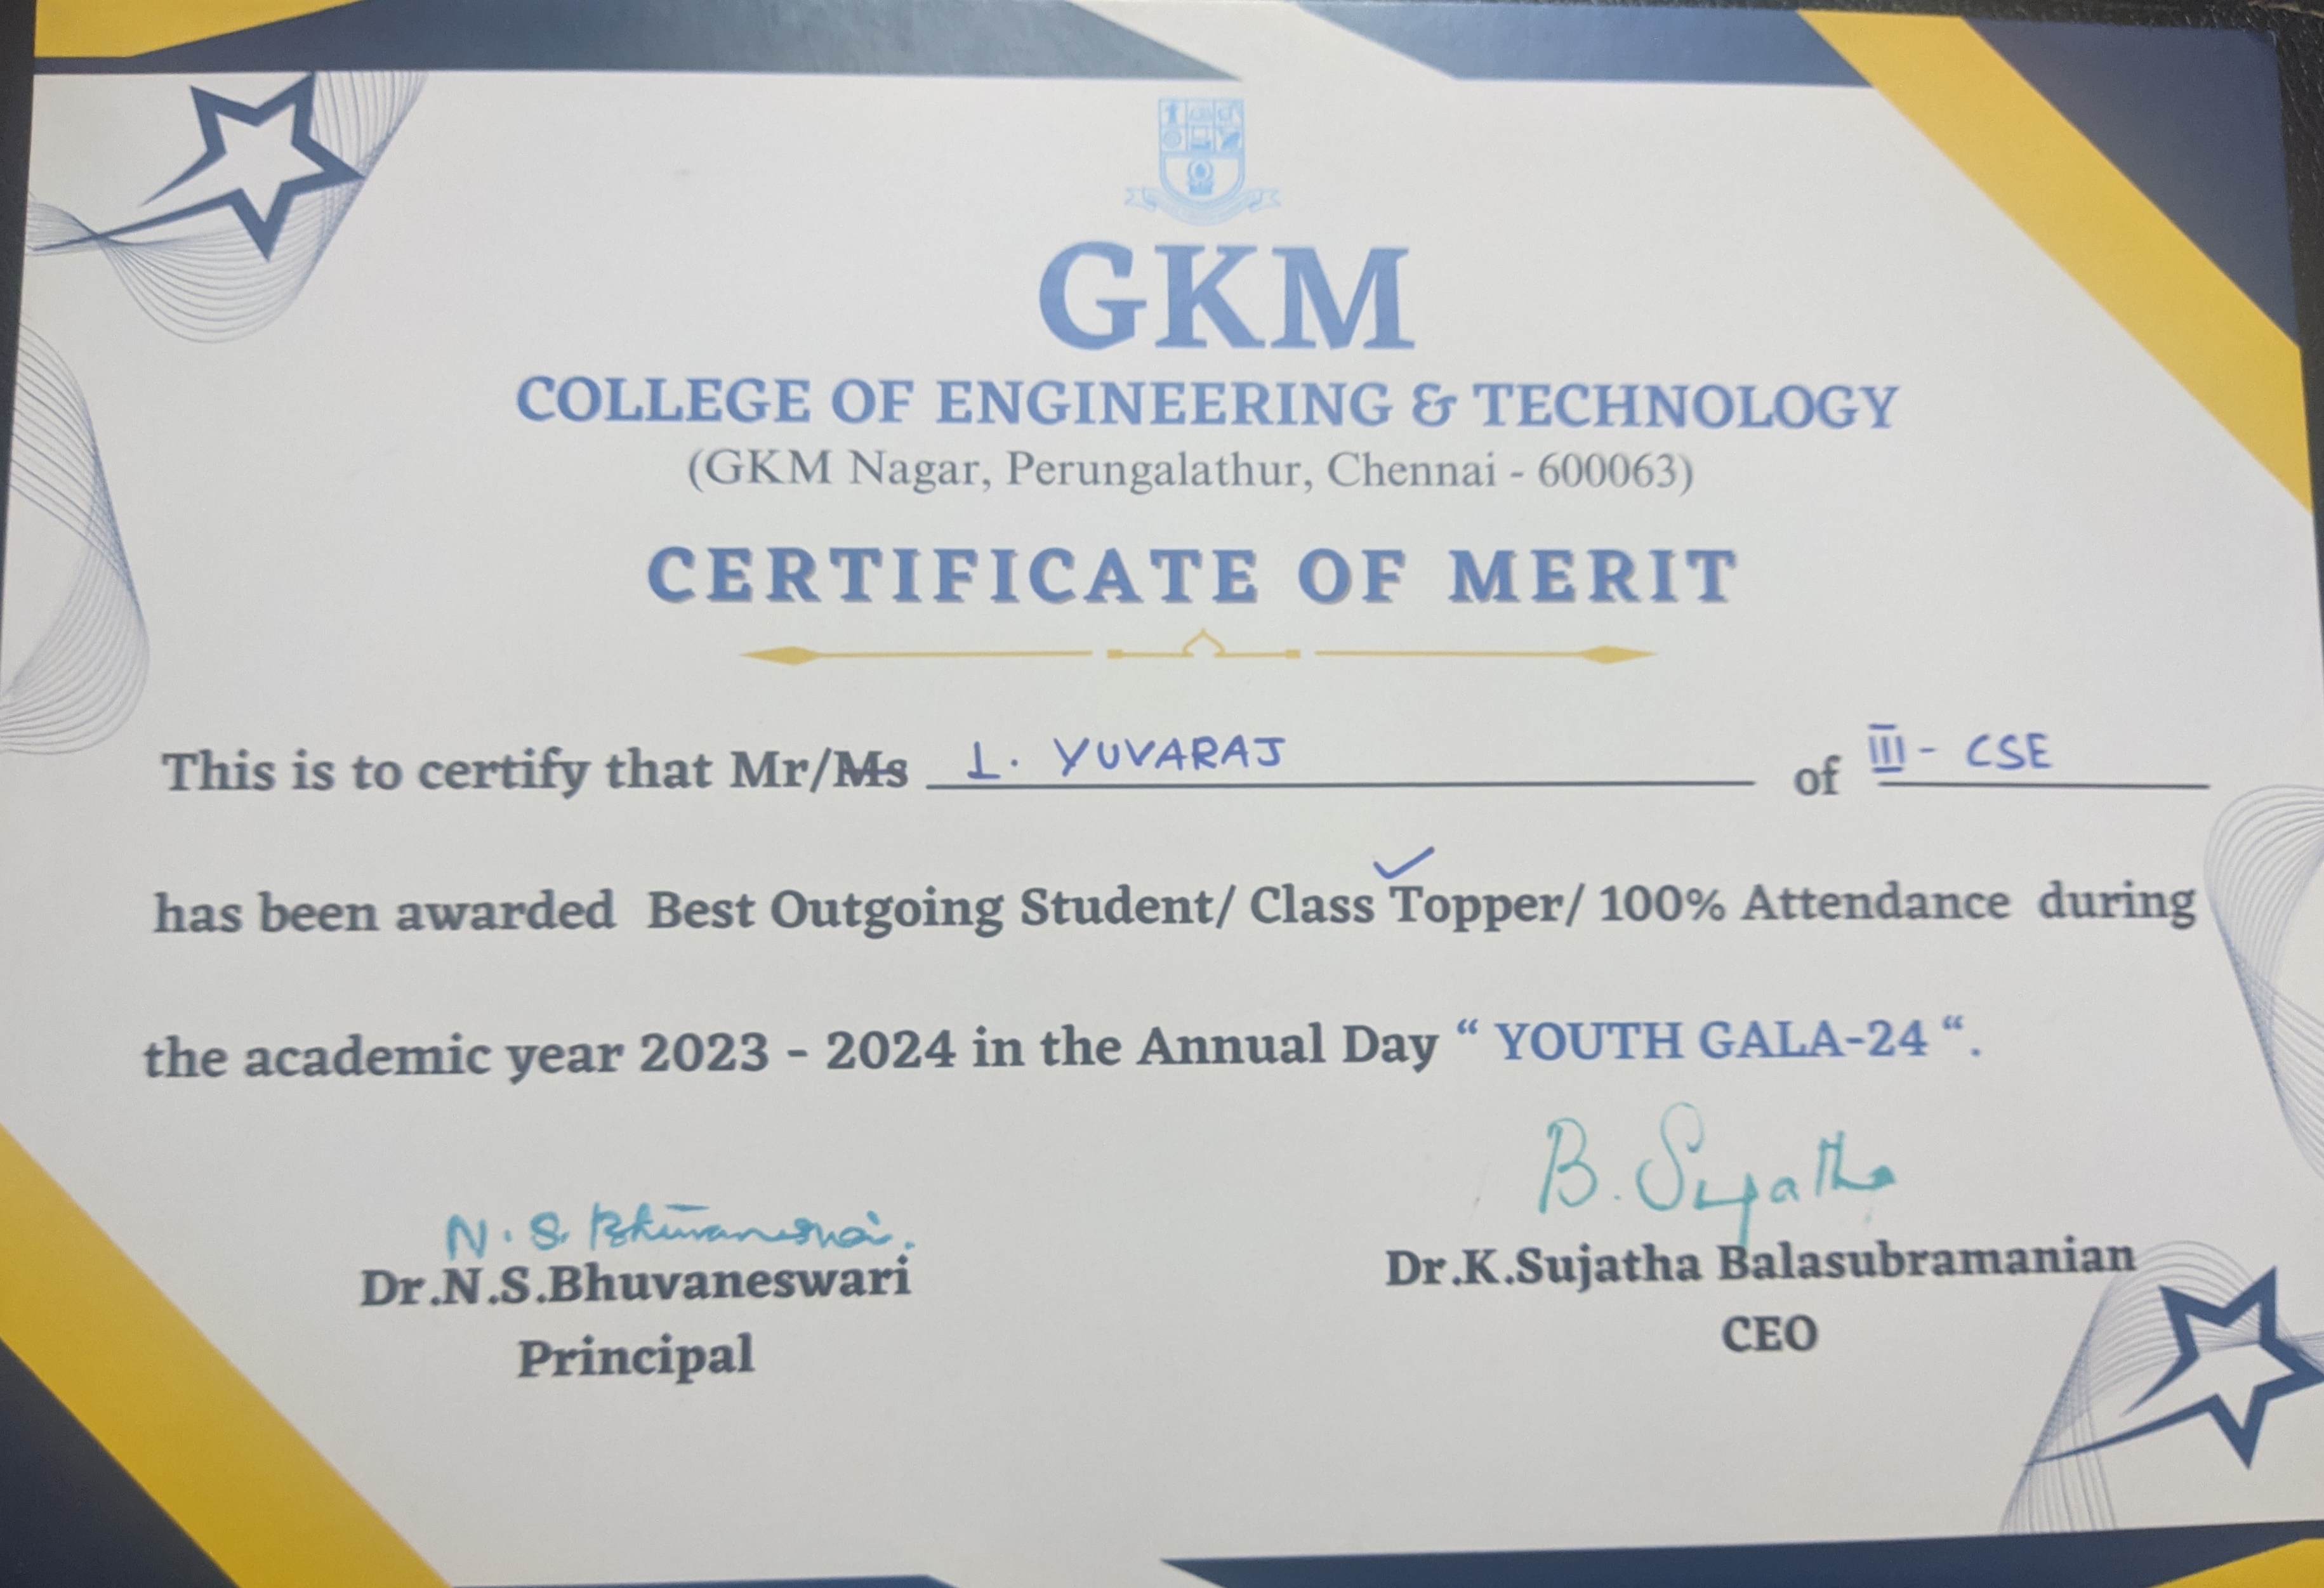 GKM
COLLEGE OF ENGINEERING & TECHNOLOGY
(GKM Nagar, Perungalathur, Chennai - 600063)
CERTIFICATE OF MERIT
This is to certify that Mr/Ms I. YUVARAJ of III - CSE
has been awarded Best Outgoing Student/ Class Topper/ 100% Attendance during
the academic year 2023 - 2024 in the Annual Day “ YOUTH GALA-24 “.
N. S. Bhuvaneswari.
B. Sujatha
Dr.N.S.Bhuvaneswari
Dr.K.Sujatha Balasubramanian
Principal
CEO